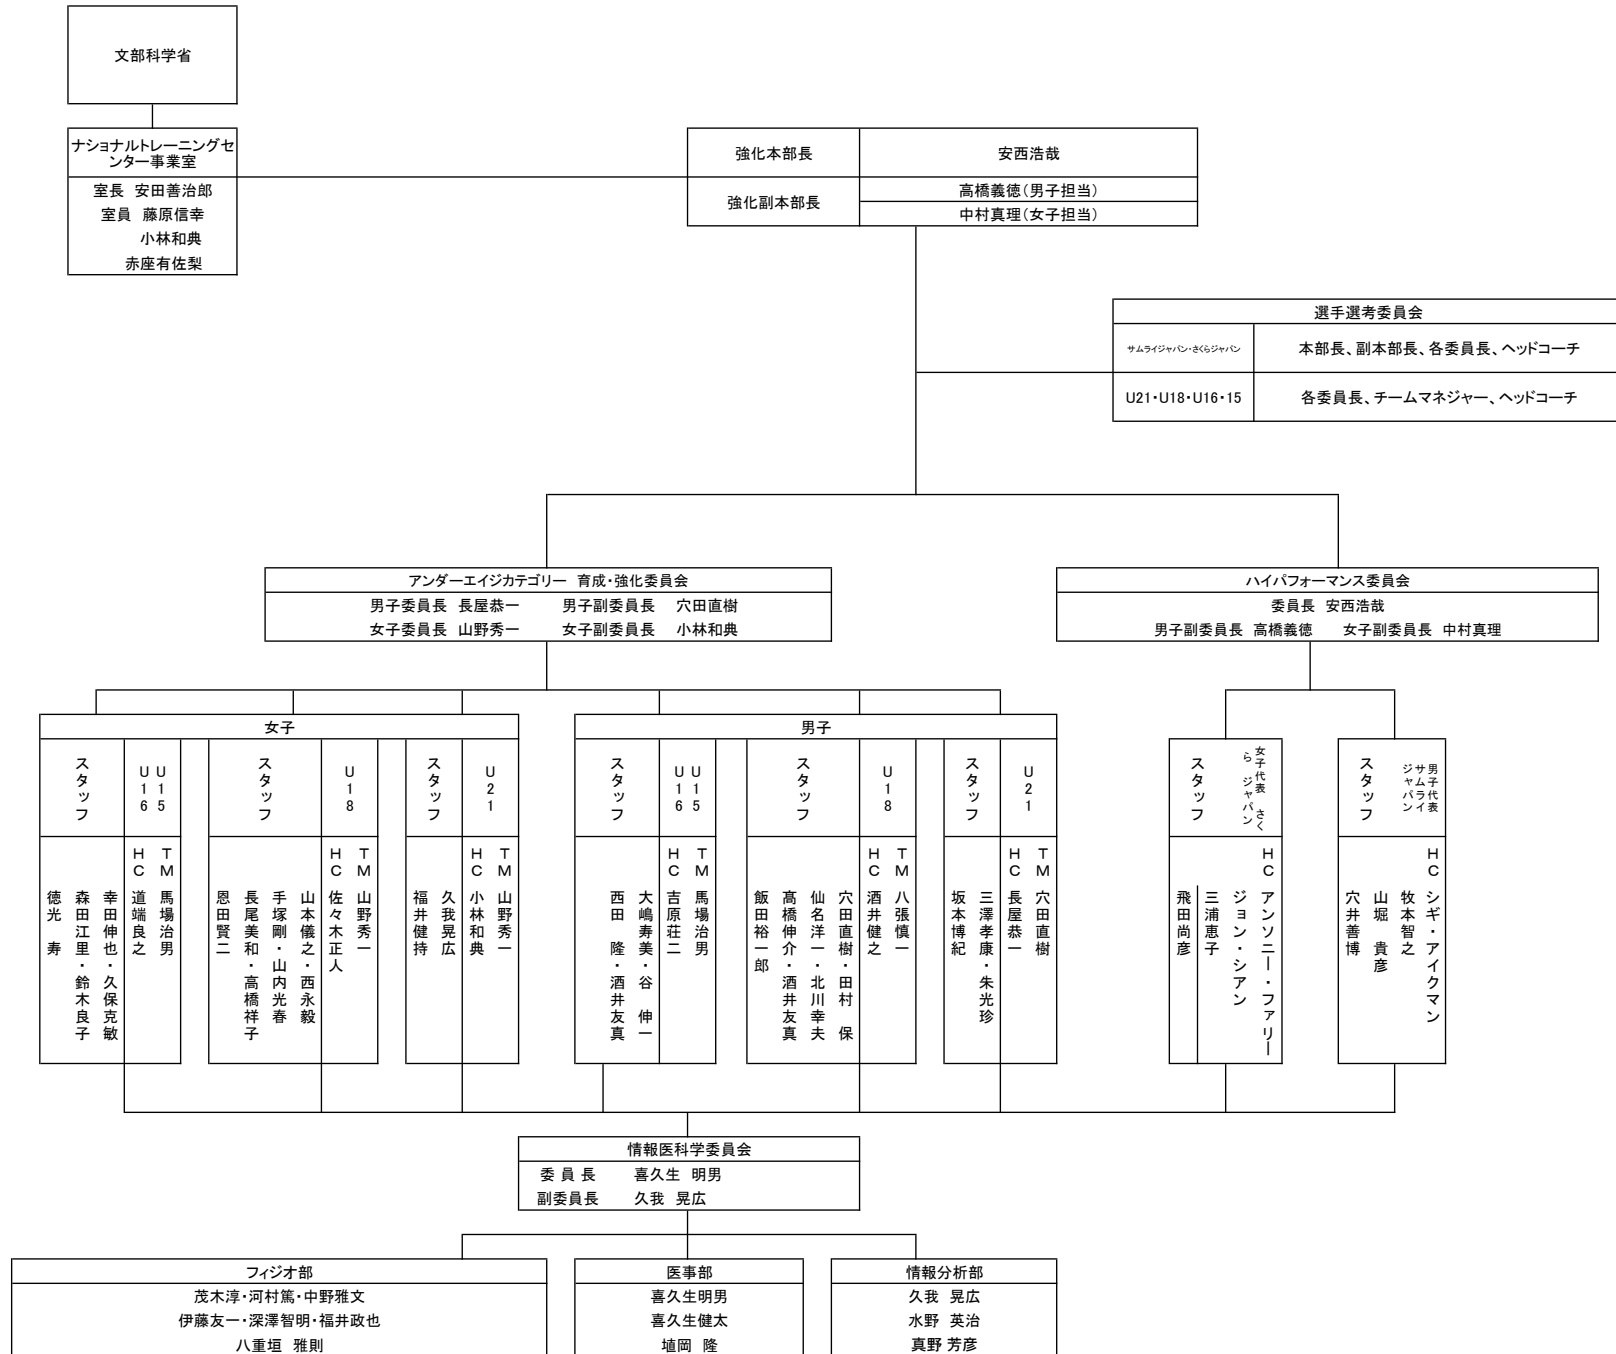 文部科学省
ナショナルトレーニングセ
ンター事業室
室長 安田善治郎
室員 藤原信幸
小林和典
赤座有佐梨
強化本部長 安西浩哉
強化副本部長
高橋義徳(男子担当)
中村真理(女子担当)
選手選考委員会
サムライジャパン・さくらジャパン 本部長、副本部長、各委員長、ヘッドコーチ
U21・U18・U16・15 各委員長、チームマネジャー、ヘッドコーチ
アンダーエイジカテゴリー 育成・強化委員会
男子委員長 長屋恭一 男子副委員長 穴田直樹
女子委員長 山野秀一 女子副委員長 小林和典
ハイパフォーマンス委員会
委員長 安西浩哉
男子副委員長 高橋義徳 女子副委員長 中村真理
女子
U15
U16
スタッフ
TM 馬場治男
HC 道端良之
幸田伸也・久保克敏
森田江里・鈴木良子
徳光 寿
U18
スタッフ
TM 山野秀一
HC 佐々木正人
山本儀之・西永毅
手塚剛・山内光春
長尾美和・高橋祥子
恩田賢二
U21
スタッフ
TM 山野秀一
HC 小林和典
久我晃広
福井健持
男子
U15
U16
スタッフ
TM 馬場治男
HC 吉原荘二
大嶋寿美・谷 伸一
西田 隆・酒井友真
U18
スタッフ
TM 八張慎一
HC 酒井健之
穴田直樹・田村 保
仙名洋一・北川幸夫
髙橋伸介・酒井友真
飯田裕一郎
U21
スタッフ
TM 穴田直樹
HC 長屋恭一
三澤孝康・朱光珍
坂本博紀
女子代表 さく
ら ジャパン
スタッフ
HC アンソニー・ファリー
ジョン・シアン
三浦恵子
飛田尚彦
男子代表
サムライ
ジャパン
スタッフ
HC シギ・アイクマン
牧本智之
山堀 貴彦
穴井善博
情報医科学委員会
委 員 長 喜久生 明男
副委員長 久我 晃広
フィジオ部
茂木淳・河村篤・中野雅文
伊藤友一・深澤智明・福井政也
八重垣 雅則
医事部
喜久生明男
喜久生健太
埴岡 隆
情報分析部
久我 晃広
水野 英治
真野 芳彦